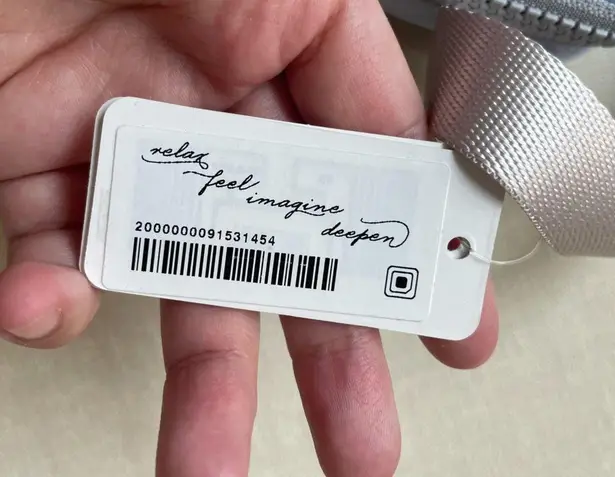 relax
feel
imagine
deepen
2000000091531454